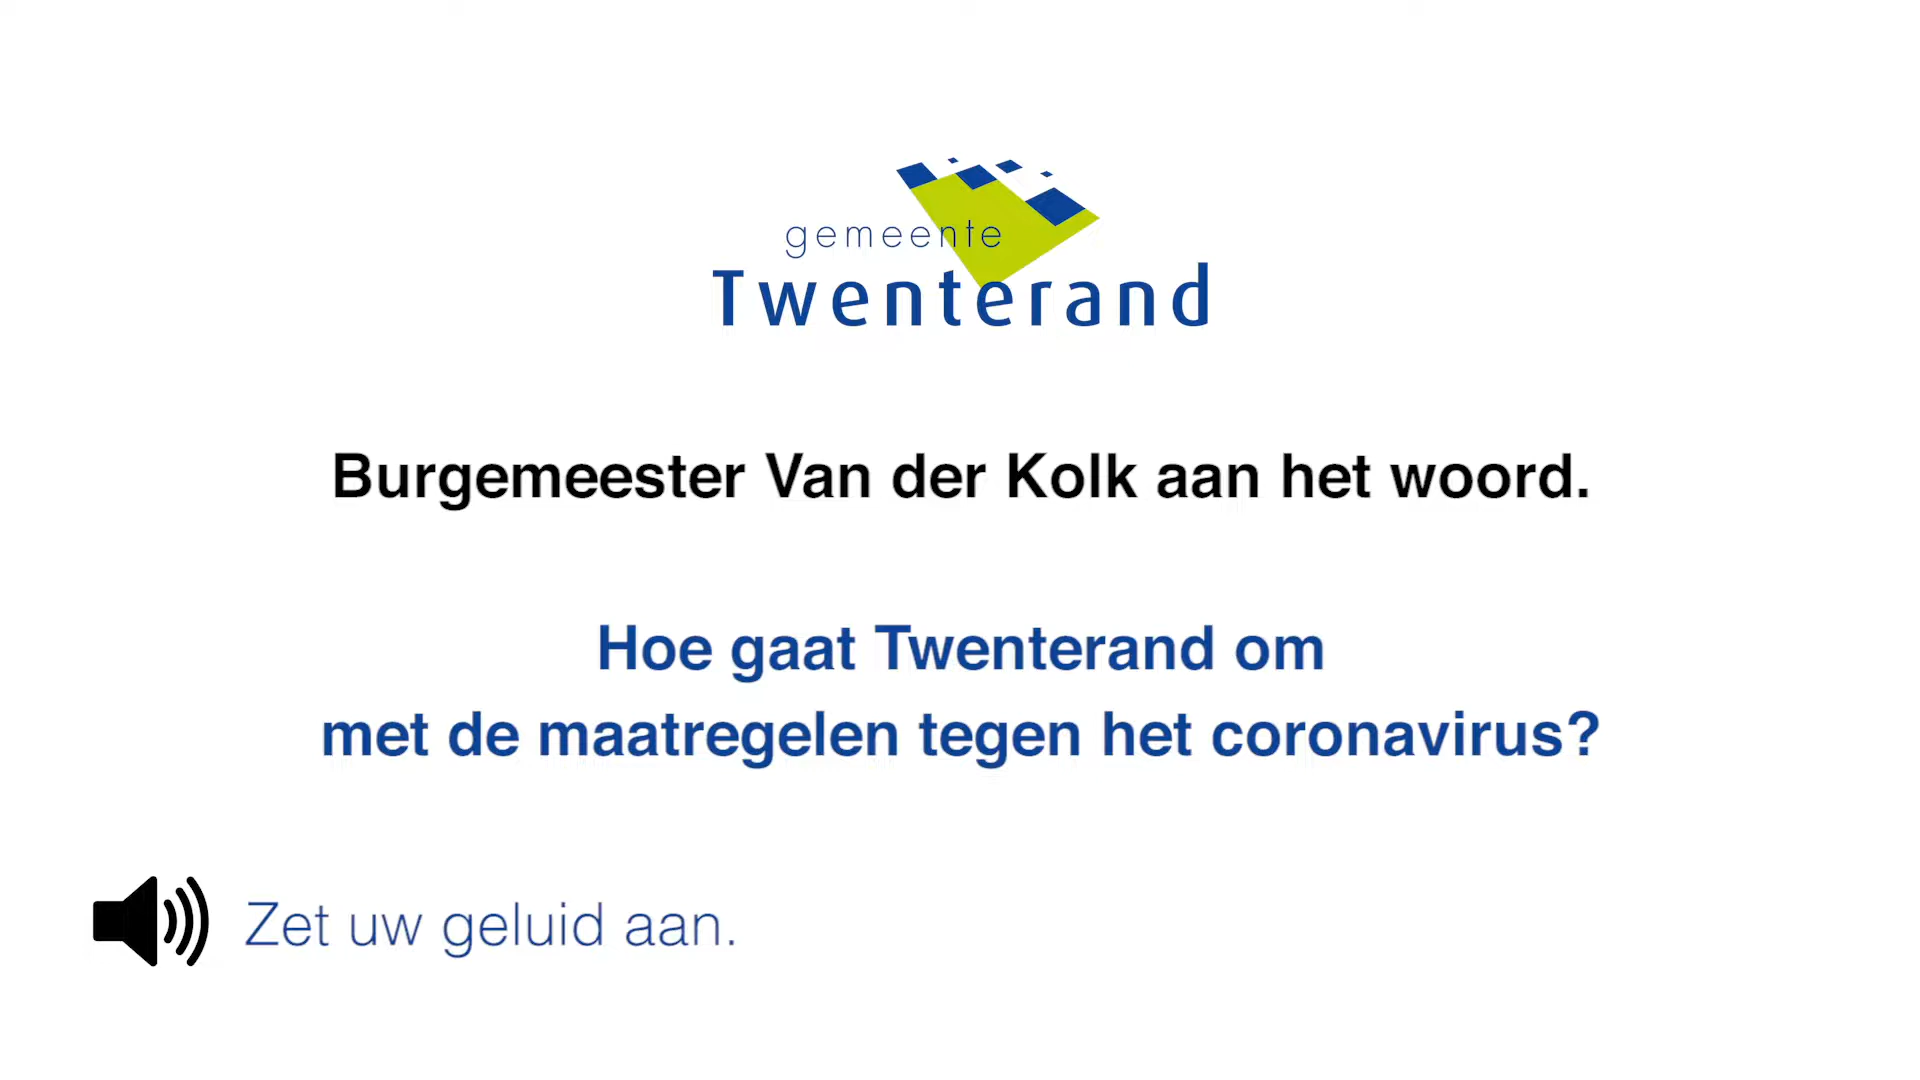 gemeente
Twenterand
Burgemeester Van der Kolk aan het woord.
Hoe gaat Twenterand om
met de maatregelen tegen het coronavirus?
Zet uw geluid aan.